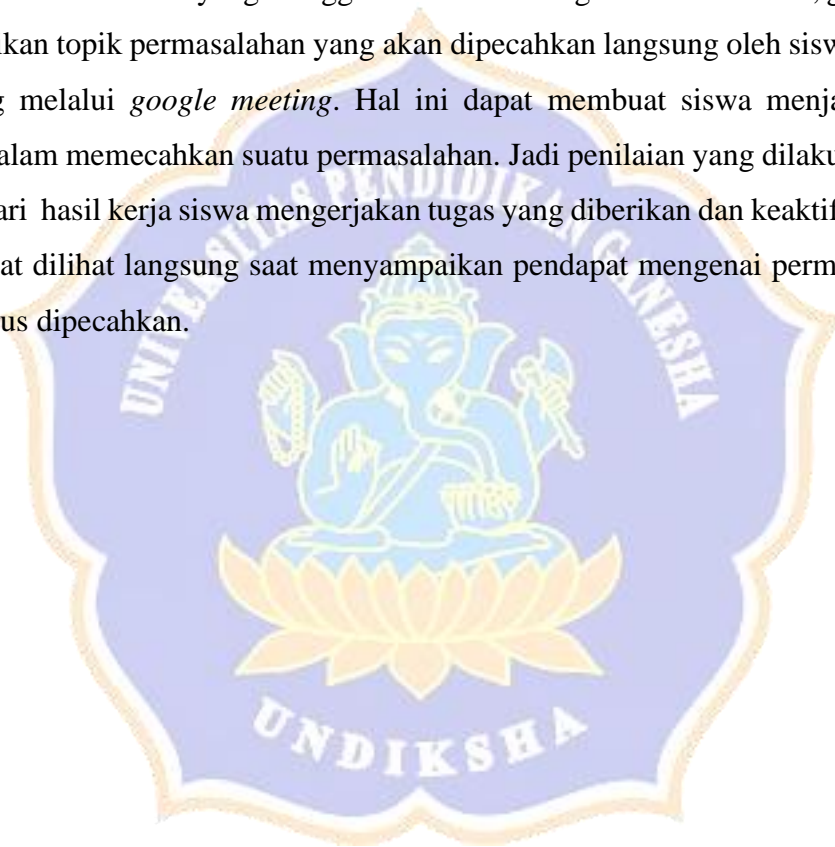 ikan topik permasalahan yang akan dipecahkan langsung oleh sisw
melalui google meeting. Hal ini dapat membuat siswa menja
alam memecahkan suatu permasalahan. Jadi penilaian yang dilaku
ari hasil kerja siswa mengerjakan tugas yang diberikan dan keaktif
at dilihat langsung saat menyampaikan pendapat mengenai perm
us dipecahkan.
UNIVERSITAS PENDIDIKAN GANESHA
UNDIKSHA